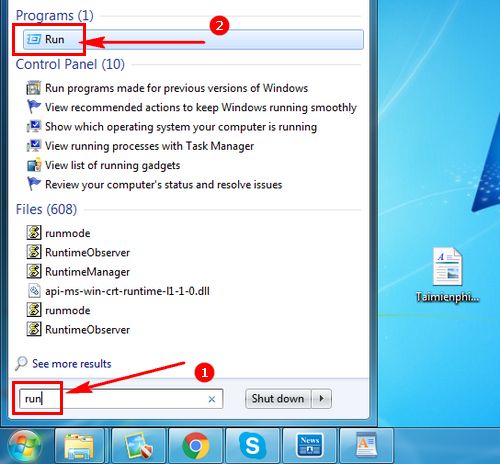 Programs (1)
2
Run
Control Panel (10)
Run programs made for previous versions of Windows
View recommended actions to keep Windows running smoothly
Show which operating system your computer is running
View running processes with Task Manager
View list of running gadgets
Review your computer's status and resolve issues
Files (608)
runmode
RuntimeObserver
RuntimeManager
api-ms-win-crt-runtime-l1-1-0.dll
runmode
RuntimeObserver
Taimienphi...
See more results
1
run
Shut down
News